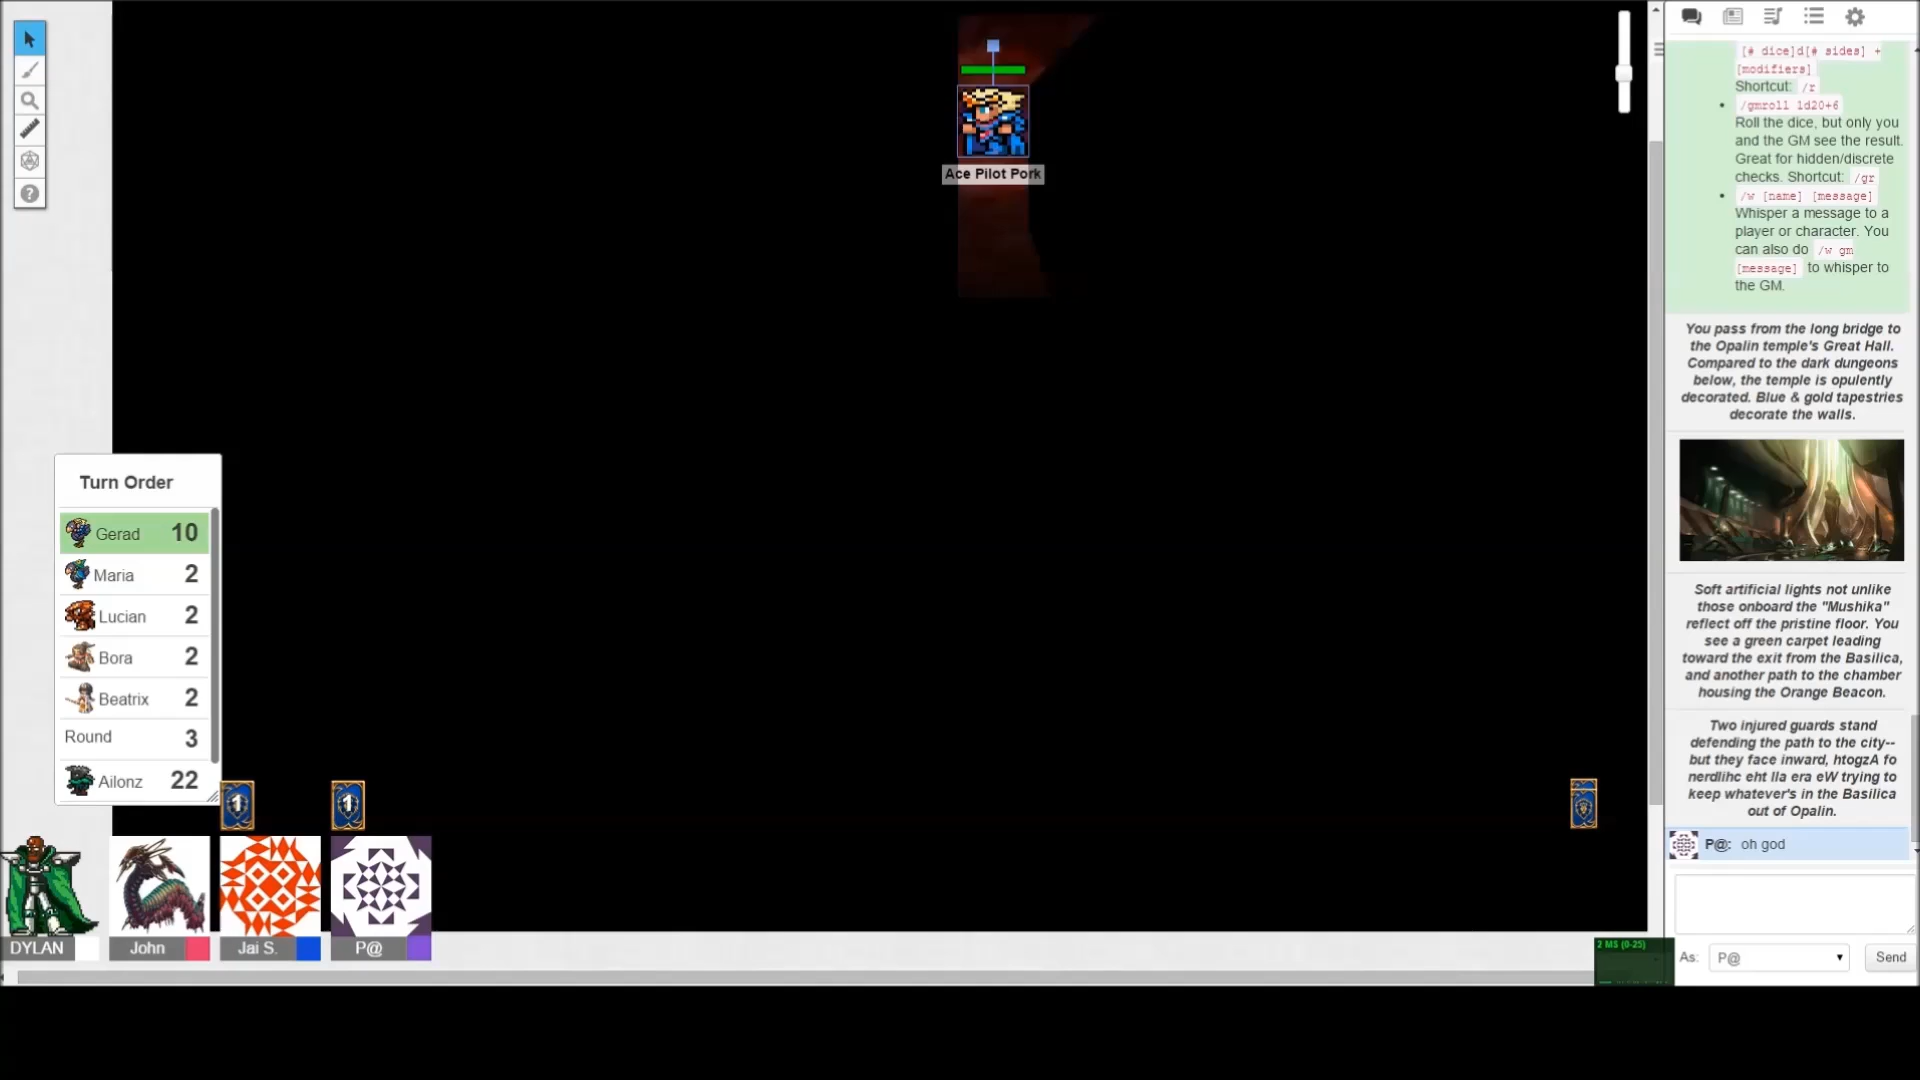 Ace Pilot Pork
Turn Order
Gerad 10
Maria 2
Lucian 2
Bora 2
Beatrix 2
Round 3
Ailonz 22
1
1
DYLAN
John
Jai S.
P@
[# dice]d[# sides] +
[modifiers]
Shortcut: /r
/gmroll 1d20+6
Roll the dice, but only you
and the GM see the result.
Great for hidden/discrete
checks. Shortcut: /gr
/w [name] [message]
Whisper a message to a
player or character. You
can also do /w gm
[message] to whisper to
the GM.
You pass from the long bridge to
the Opalin temple's Great Hall.
Compared to the dark dungeons
below, the temple is opulently
decorated. Blue & gold tapestries
decorate the walls.
Soft artificial lights not unlike
those onboard the "Mushika"
reflect off the pristine floor. You
see a green carpet leading
toward the exit from the Basilica,
and another path to the chamber
housing the Orange Beacon.
Two injured guards stand
defending the path to the city--
but they face inward, htogzA fo
nerdlihc eht lla era eW trying to
keep whatever's in the Basilica
out of Opalin.
P@: oh god
2 MS (0-25)
As: P@ Send